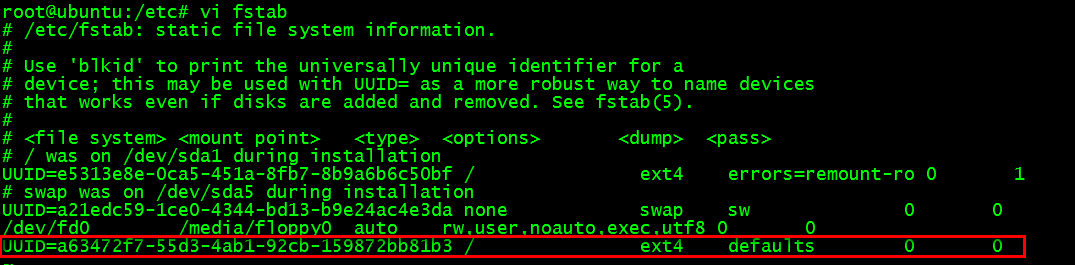 root@ubuntu:/etc# vi fstab
# /etc/fstab: static file system information.
#
# Use 'blkid' to print the universally unique identifier for a
# device; this may be used with UUID= as a more robust way to name devices
# that works even if disks are added and removed. See fstab(5).
#
# <file system> <mount point>   <type>  <options>       <dump>  <pass>
# / was on /dev/sda1 during installation
UUID=e5313e8e-0ca5-451a-8fb7-8b9a6b6c50bf /               ext4    errors=remount-ro 0       1
# swap was on /dev/sda5 during installation
UUID=a21edc59-1ce0-4344-bd13-b9e24ac4e3da none            swap    sw              0       0
/dev/fd0        /media/floppy0  auto    rw,user,noauto,exec,utf8 0       0
UUID=a63472f7-55d3-4ab1-92cb-159872bb81b3 /               ext4    defaults        0       0